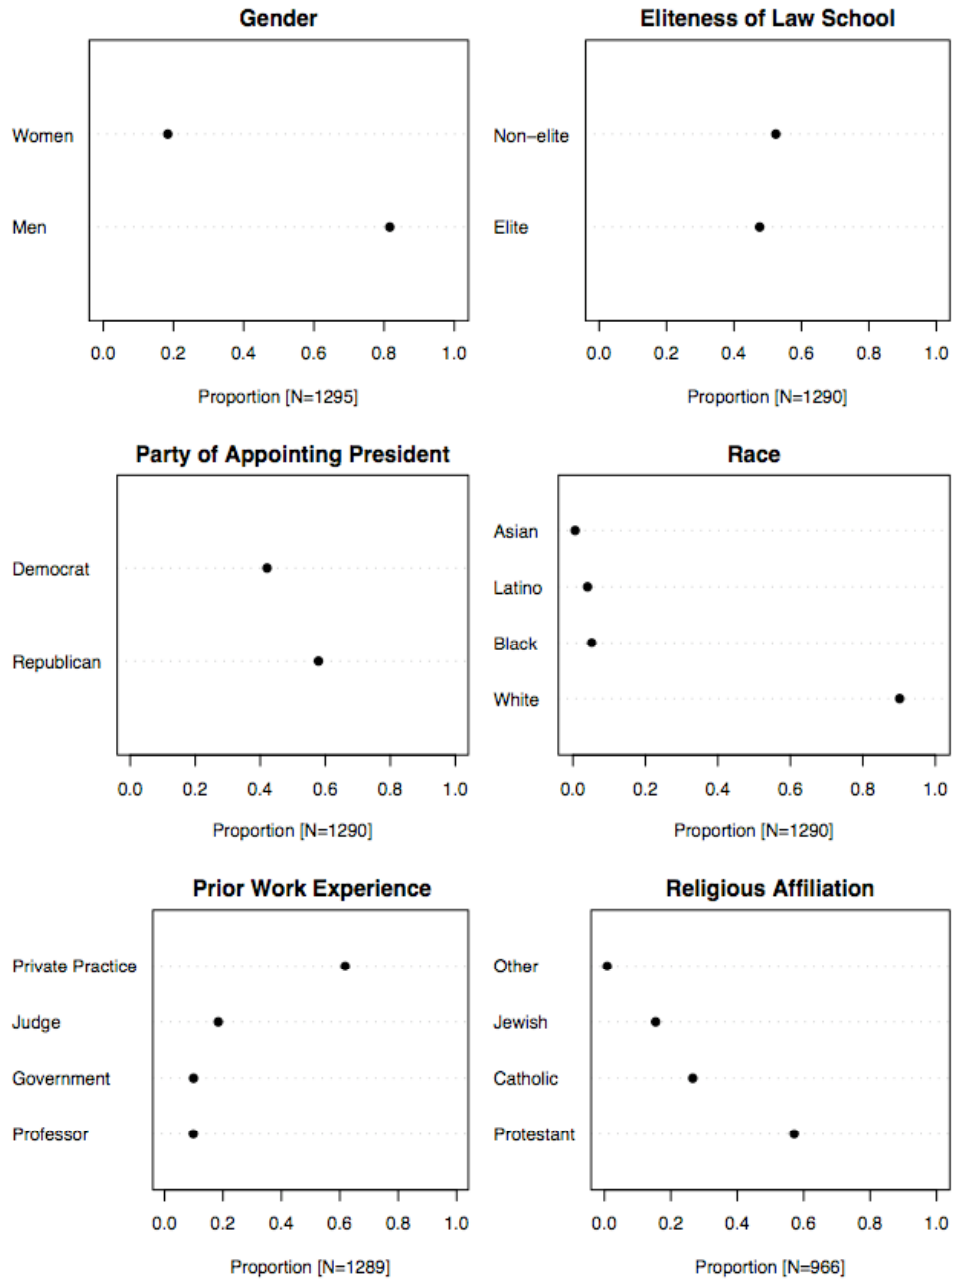 Gender
Women
Men
0.0 0.2 0.4 0.6 0.8 1.0
Proportion [N=1295]
Eliteness of Law School
Non−elite
Elite
0.0 0.2 0.4 0.6 0.8 1.0
Proportion [N=1290]
Party of Appointing President
Democrat
Republican
0.0 0.2 0.4 0.6 0.8 1.0
Proportion [N=1290]
Race
Asian
Latino
Black
White
0.0 0.2 0.4 0.6 0.8 1.0
Proportion [N=1290]
Prior Work Experience
Private Practice
Judge
Government
Professor
0.0 0.2 0.4 0.6 0.8 1.0
Proportion [N=1289]
Religious Affiliation
Other
Jewish
Catholic
Protestant
0.0 0.2 0.4 0.6 0.8 1.0
Proportion [N=966]